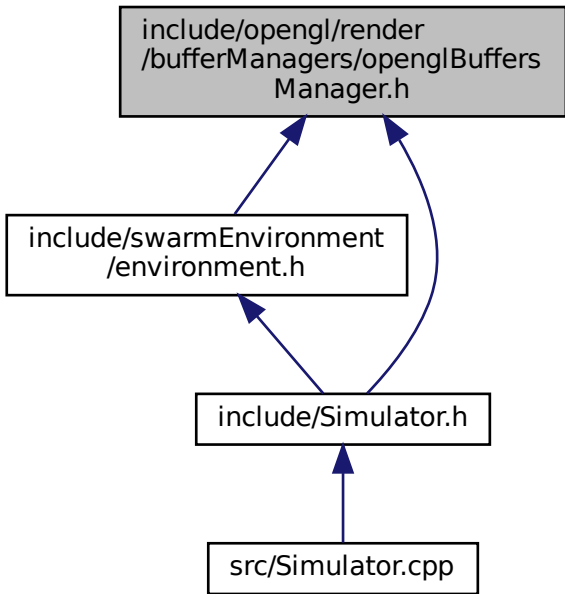 include/opengl/render
/bufferManagers/openglBuffers
Manager.h
include/swarmEnvironment
/environment.h
include/Simulator.h
src/Simulator.cpp